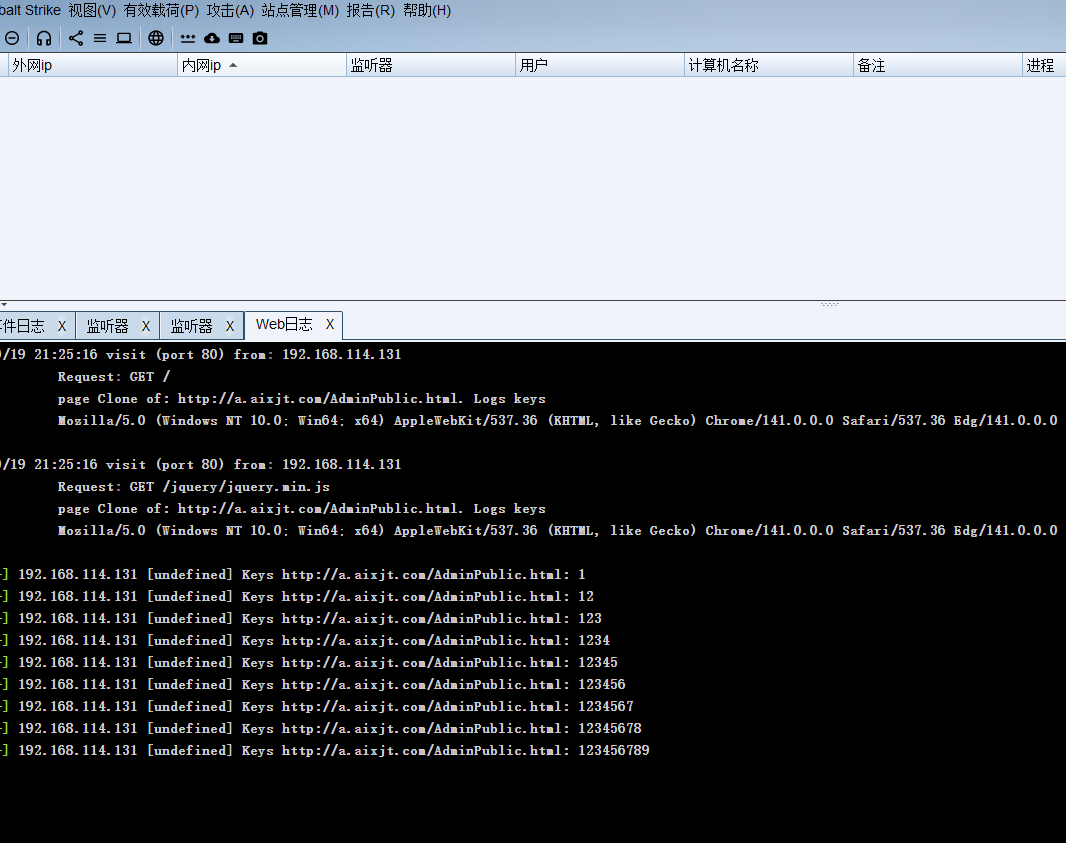 balt Strike 视图(V) 有效载荷(P) 攻击(A) 站点管理(M) 报告(R) 帮助(H)
外网ip 内网ip 监听器 用户 计算机名称 备注 进程
件日志 X 监听器 X 监听器 X Web日志 X
/19 21:25:16 visit (port 80) from: 192.168.114.131
Request: GET /
page Clone of: http://a.aixjt.com/AdminPublic.html. Logs keys
Mozilla/5.0 (Windows NT 10.0; Win64; x64) AppleWebKit/537.36 (KHTML, like Gecko) Chrome/141.0.0.0 Safari/537.36 Edg/141.0.0.0
/19 21:25:16 visit (port 80) from: 192.168.114.131
Request: GET /jquery/jquery.min.js
page Clone of: http://a.aixjt.com/AdminPublic.html. Logs keys
Mozilla/5.0 (Windows NT 10.0; Win64; x64) AppleWebKit/537.36 (KHTML, like Gecko) Chrome/141.0.0.0 Safari/537.36 Edg/141.0.0.0
] 192.168.114.131 [undefined] Keys http://a.aixjt.com/AdminPublic.html: 1
] 192.168.114.131 [undefined] Keys http://a.aixjt.com/AdminPublic.html: 12
] 192.168.114.131 [undefined] Keys http://a.aixjt.com/AdminPublic.html: 123
] 192.168.114.131 [undefined] Keys http://a.aixjt.com/AdminPublic.html: 1234
] 192.168.114.131 [undefined] Keys http://a.aixjt.com/AdminPublic.html: 12345
] 192.168.114.131 [undefined] Keys http://a.aixjt.com/AdminPublic.html: 123456
] 192.168.114.131 [undefined] Keys http://a.aixjt.com/AdminPublic.html: 1234567
] 192.168.114.131 [undefined] Keys http://a.aixjt.com/AdminPublic.html: 12345678
] 192.168.114.131 [undefined] Keys http://a.aixjt.com/AdminPublic.html: 123456789